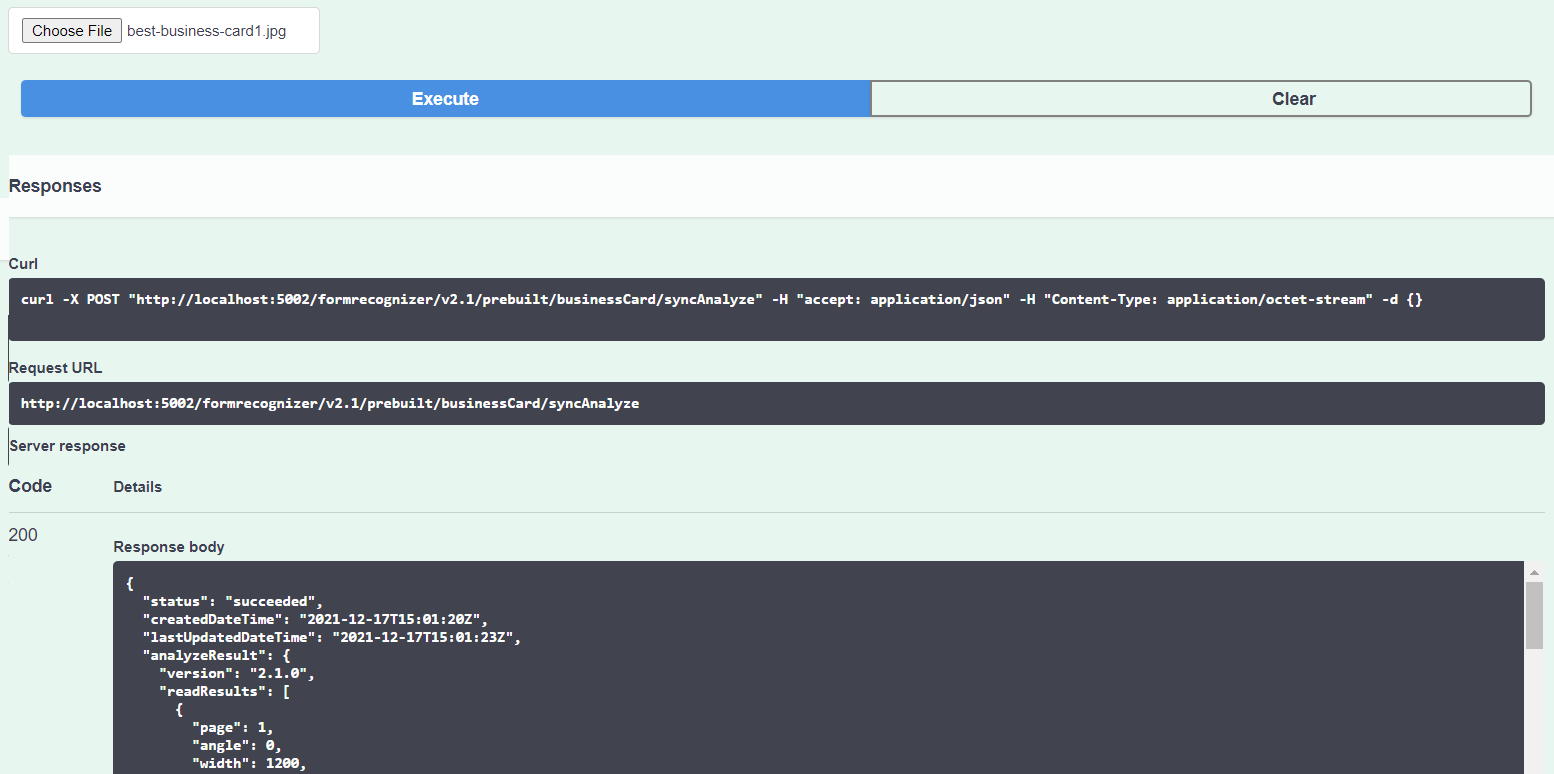 Choose File best-business-card1.jpg
Execute Clear
Responses
Curl
curl -X POST "http://localhost:5002/formrecognizer/v2.1/prebuilt/businessCard/syncAnalyze" -H "accept: application/json" -H "Content-Type: application/octet-stream" -d {}
Request URL
http://localhost:5002/formrecognizer/v2.1/prebuilt/businessCard/syncAnalyze
Server response
Code Details
200
Response body
{
  "status": "succeeded",
  "createdDateTime": "2021-12-17T15:01:20Z",
  "lastUpdatedDateTime": "2021-12-17T15:01:23Z",
  "analyzeResult": {
    "version": "2.1.0",
    "readResults": [
      {
        "page": 1,
        "angle": 0,
        "width": 1200,